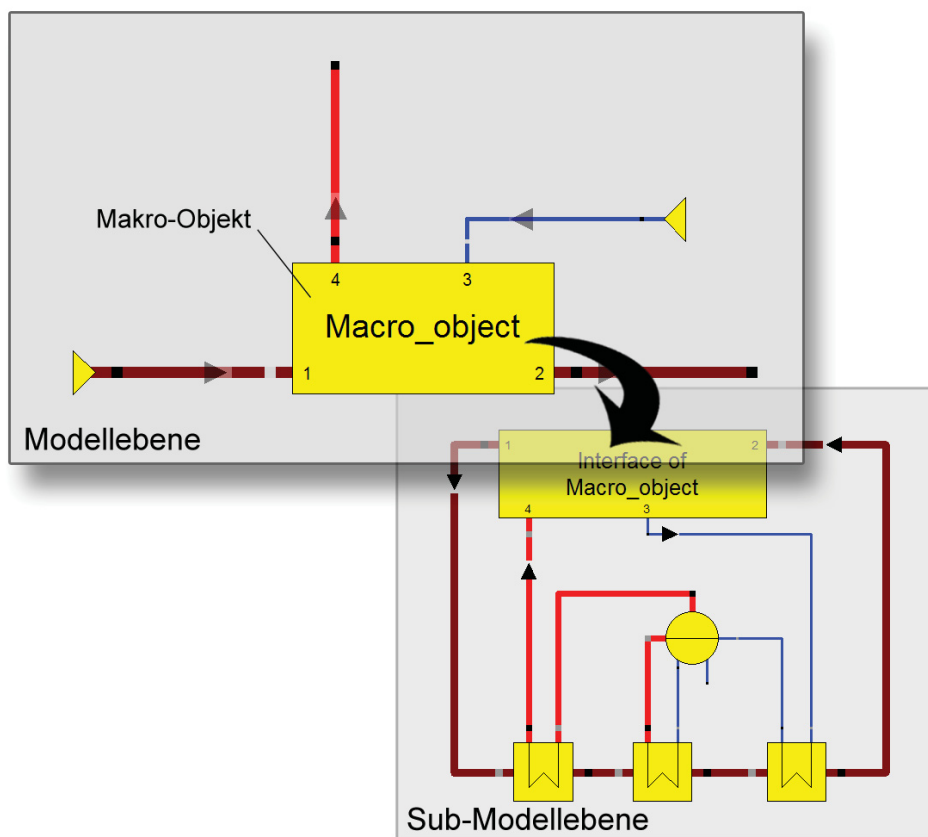 Makro-Objekt
4 3
Macro_object
1 2
Modellebene
1 2
Interface of
Macro_object
4 3
Sub-Modellebene